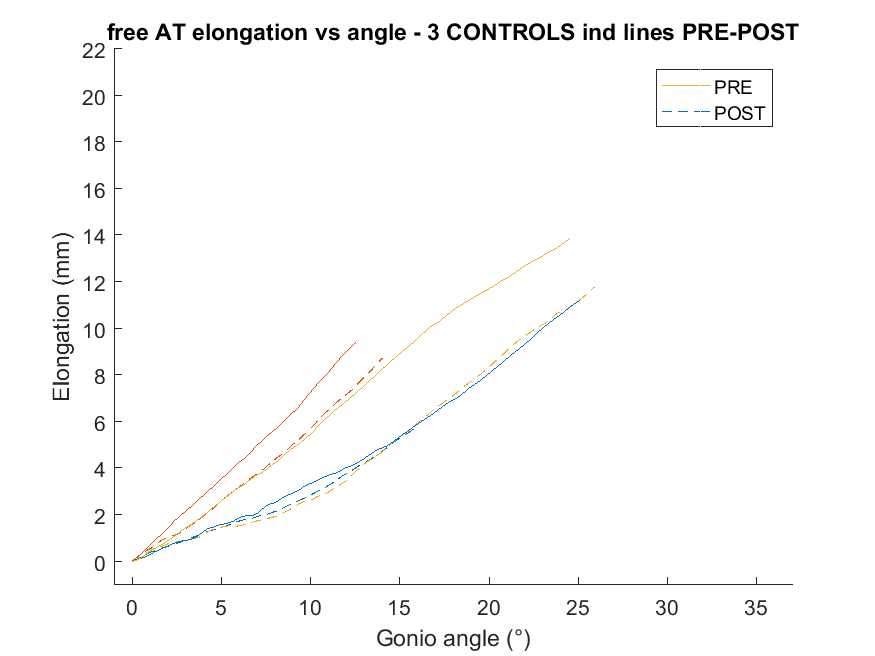 free AT elongation vs angle - 3 CONTROLS ind lines PRE-POST
22
20
18
16
14
12
10
8
6
4
2
0
Elongation (mm)
PRE
POST
0 5 10 15 20 25 30 35
Gonio angle (°)